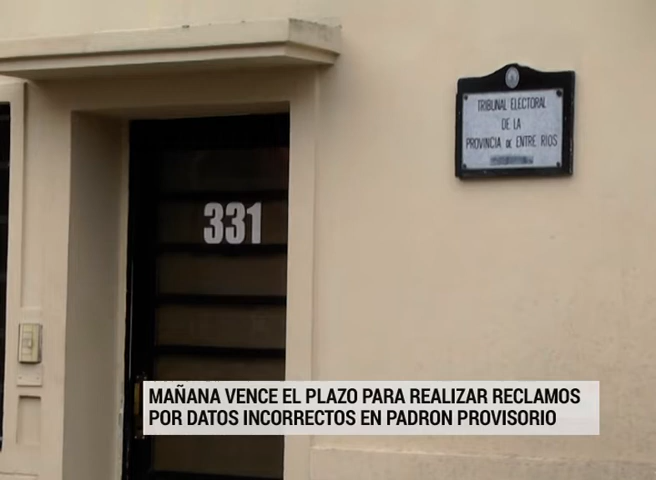 TRIBUNAL ELECTORAL
DE LA
PROVINCIA DE ENTRE RÍOS
331
MAÑANA VENCE EL PLAZO PARA REALIZAR RECLAMOS
POR DATOS INCORRECTOS EN PADRON PROVISORIO